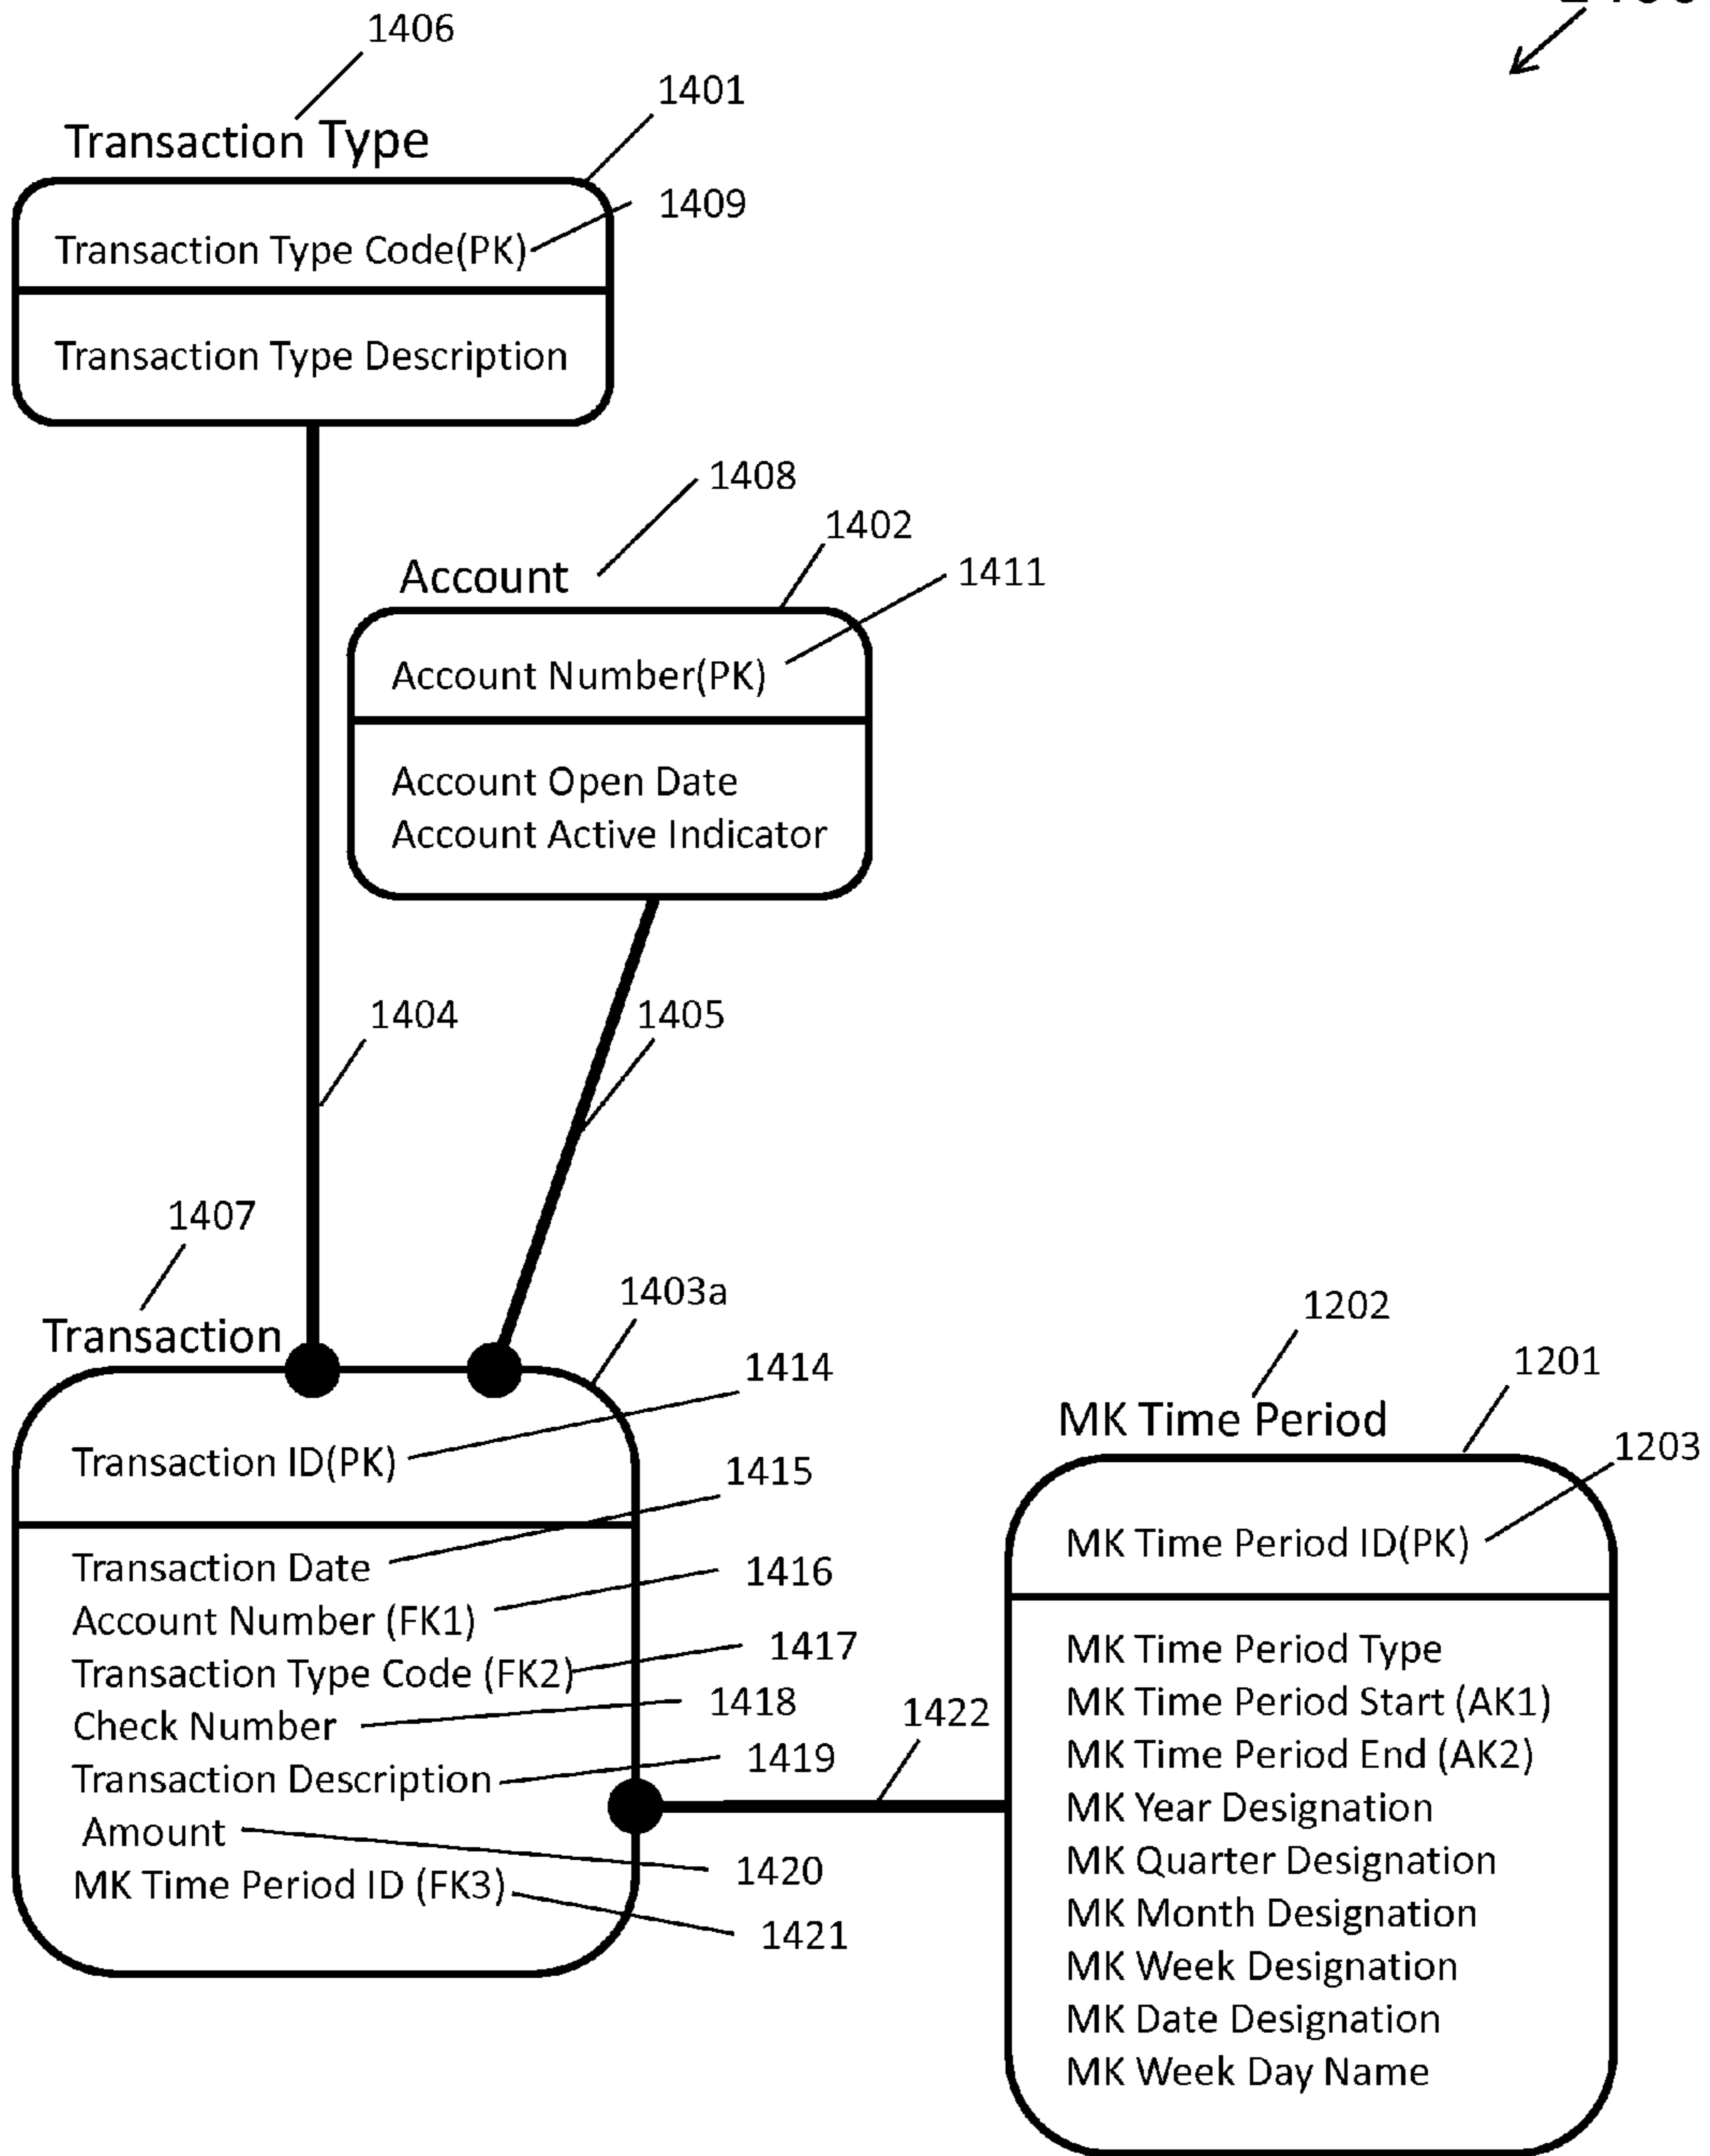 1406
1401
Transaction Type
1409
Transaction Type Code(PK)
Transaction Type Description
1408
1402
Account
1411
Account Number(PK)
Account Open Date
Account Active Indicator
1404
1405
1407
1403a
Transaction
1414
Transaction ID(PK)
1415
Transaction Date
1416
Account Number (FK1)
1417
Transaction Type Code (FK2)
1418
Check Number
1419
Transaction Description
Amount
1420
MK Time Period ID (FK3)
1421
1422
1202
1201
MK Time Period
1203
MK Time Period ID(PK)
MK Time Period Type
MK Time Period Start (AK1)
MK Time Period End (AK2)
MK Year Designation
MK Quarter Designation
MK Month Designation
MK Week Designation
MK Date Designation
MK Week Day Name